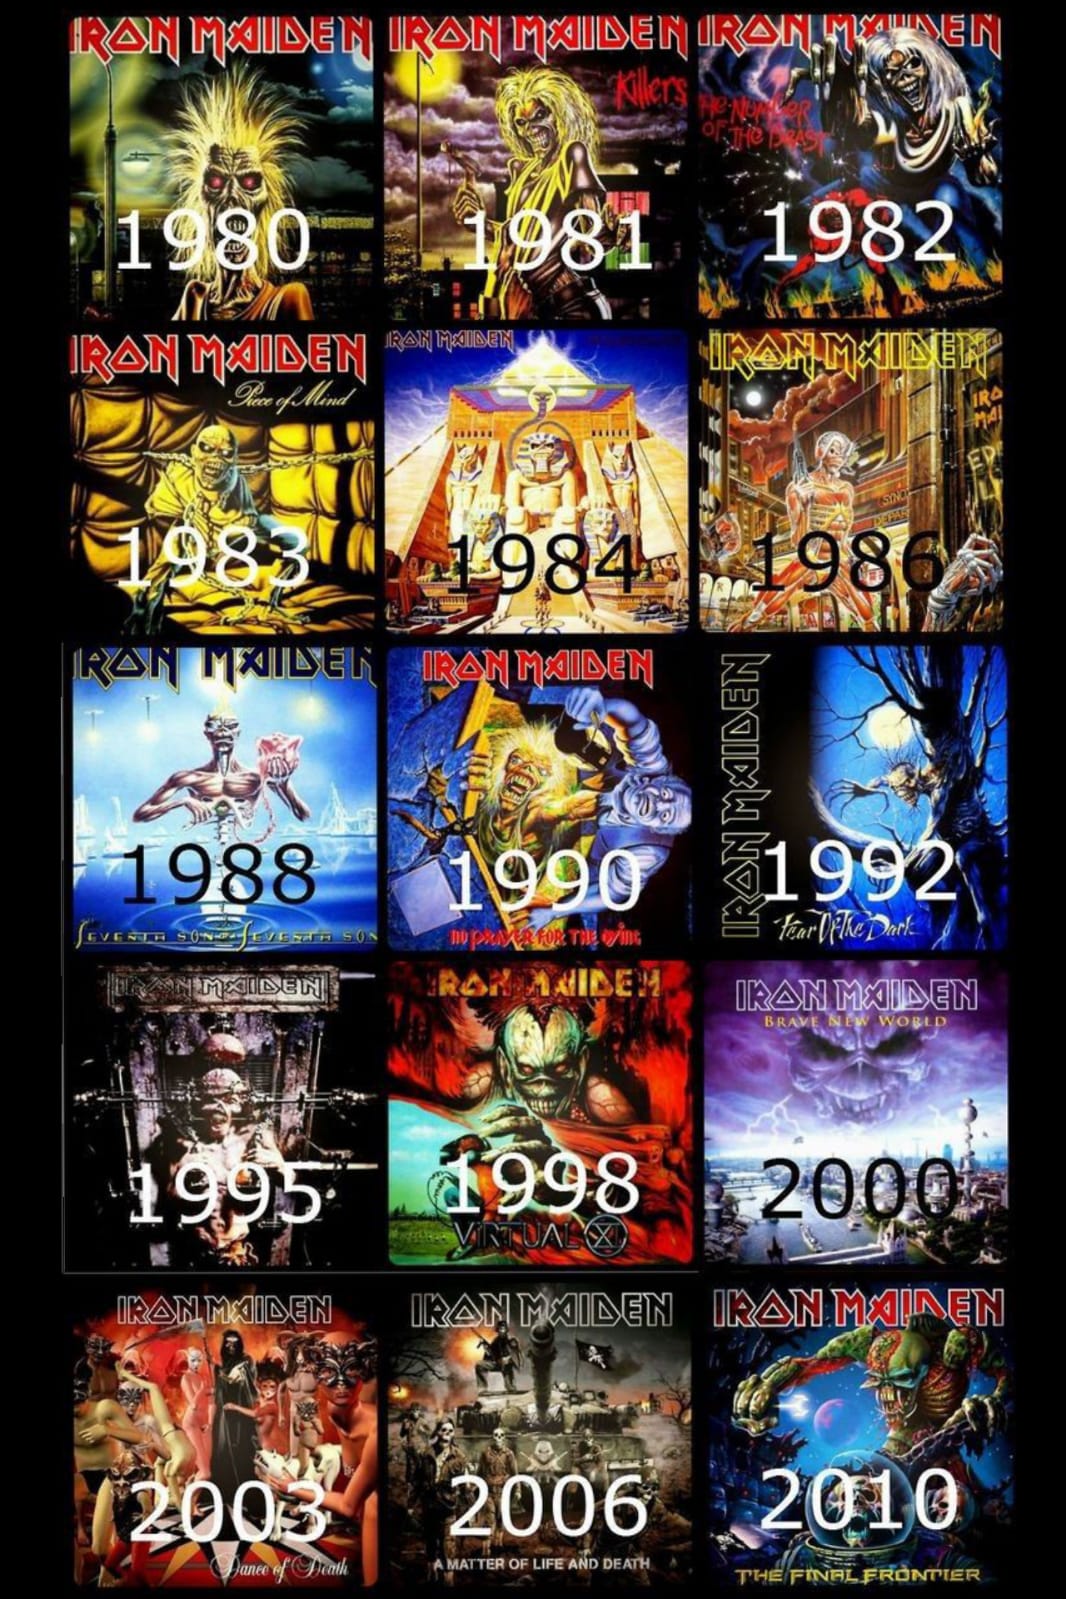 IRON MAIDEN
1980
IRON MAIDEN
Killers
1981
IRON MAIDEN
THE NUMBER
OF THE BEAST
1982
IRON MAIDEN
Piece of Mind
1983
IRON MAIDEN
1984
IRON MAIDEN
IRO
MAI
ED
1986
IRON MAIDEN
1988
SEVENTH SON OF A SEVENTH SON
IRON MAIDEN
1990
NO PRAYER FOR THE DYING
IRON MAIDEN
1992
Fear Of The Dark
IRON MAIDEN
1995
IRON MAIDEN
1998
VIRTUAL XI
IRON MAIDEN
BRAVE NEW WORLD
2000
IRON MAIDEN
2003
Dance of Death
IRON MAIDEN
2006
A MATTER OF LIFE AND DEATH
IRON MAIDEN
2010
THE FINAL FRONTIER